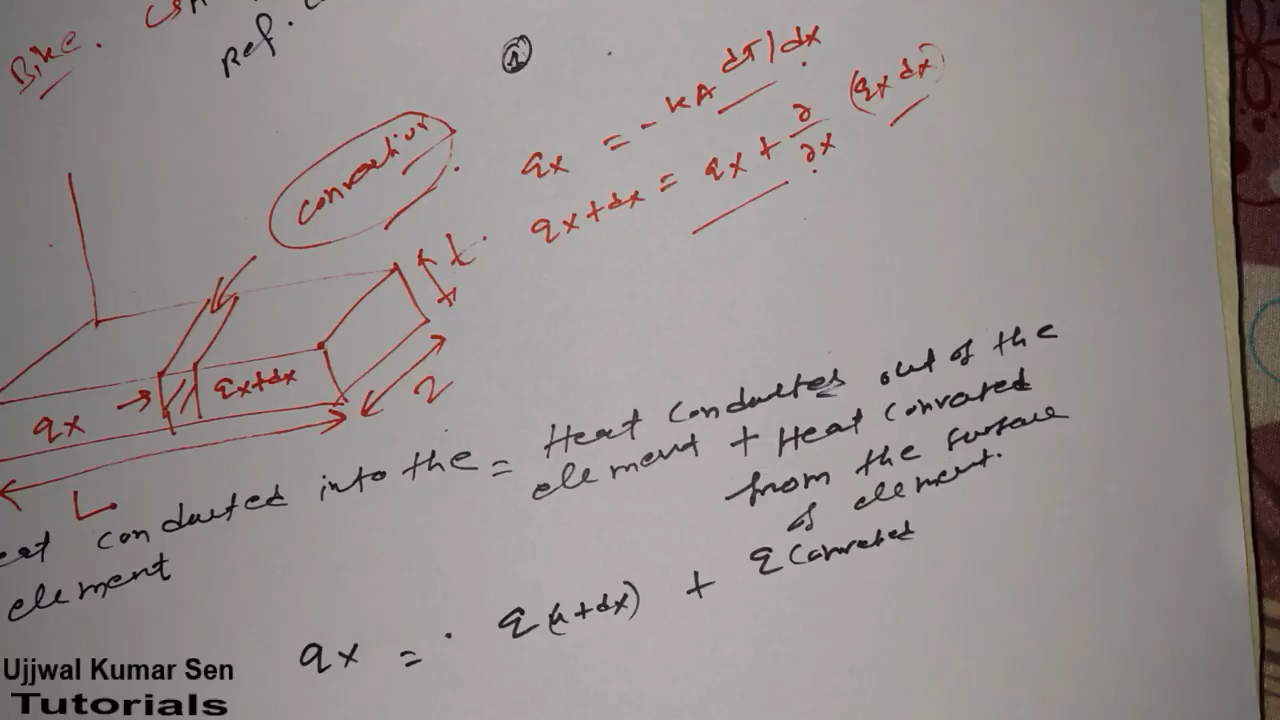 Bike.
Ref.
1
qx = - KA dT/dx
qx+dx = qx + ∂/∂x (qx dx)
convection
t.
qx
qx+dx
L
eat conducted into the = Heat conducted out of the
element
element + Heat convected
from the surface
of element.
qx = q(x+dx) + q convected
Ujjwal Kumar Sen
Tutorials